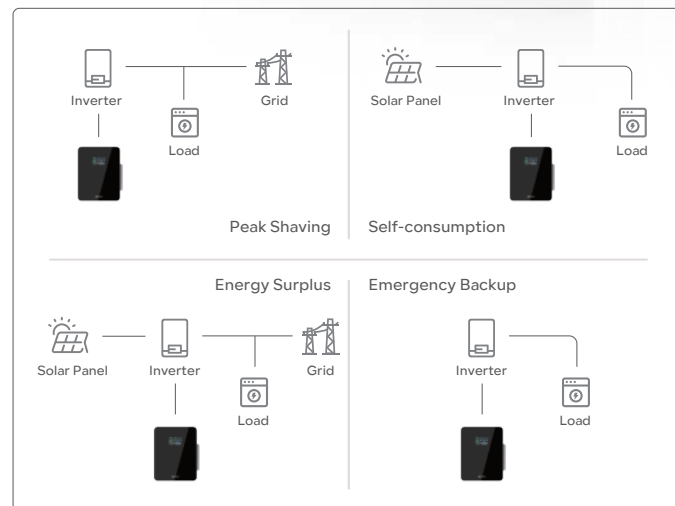 Inverter
Grid
Load
Peak Shaving
Solar Panel
Inverter
Load
Self-consumption
Energy Surplus
Solar Panel
Inverter
Grid
Load
Emergency Backup
Inverter
Load